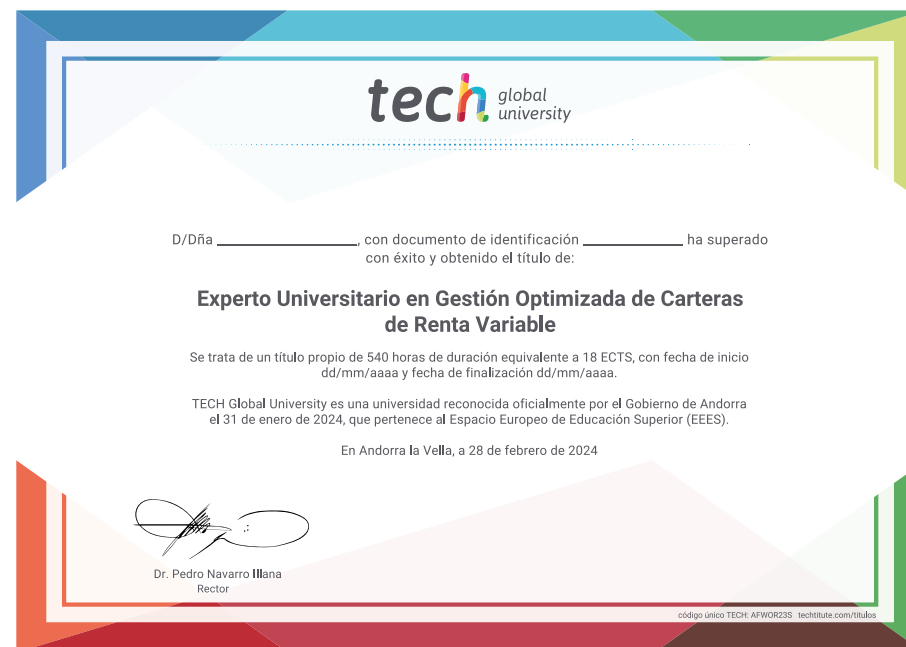 tech global
university
D/Dña ____________________, con documento de identificación ______________ ha superado
con éxito y obtenido el título de:
Experto Universitario en Gestión Optimizada de Carteras
de Renta Variable
Se trata de un título propio de 540 horas de duración equivalente a 18 ECTS, con fecha de inicio
dd/mm/aaaa y fecha de finalización dd/mm/aaaa.
TECH Global University es una universidad reconocida oficialmente por el Gobierno de Andorra
el 31 de enero de 2024, que pertenece al Espacio Europeo de Educación Superior (EEES).
En Andorra la Vella, a 28 de febrero de 2024
Dr. Pedro Navarro Illana
Rector
código único TECH: AFWOR23S techtitute.com/titulos